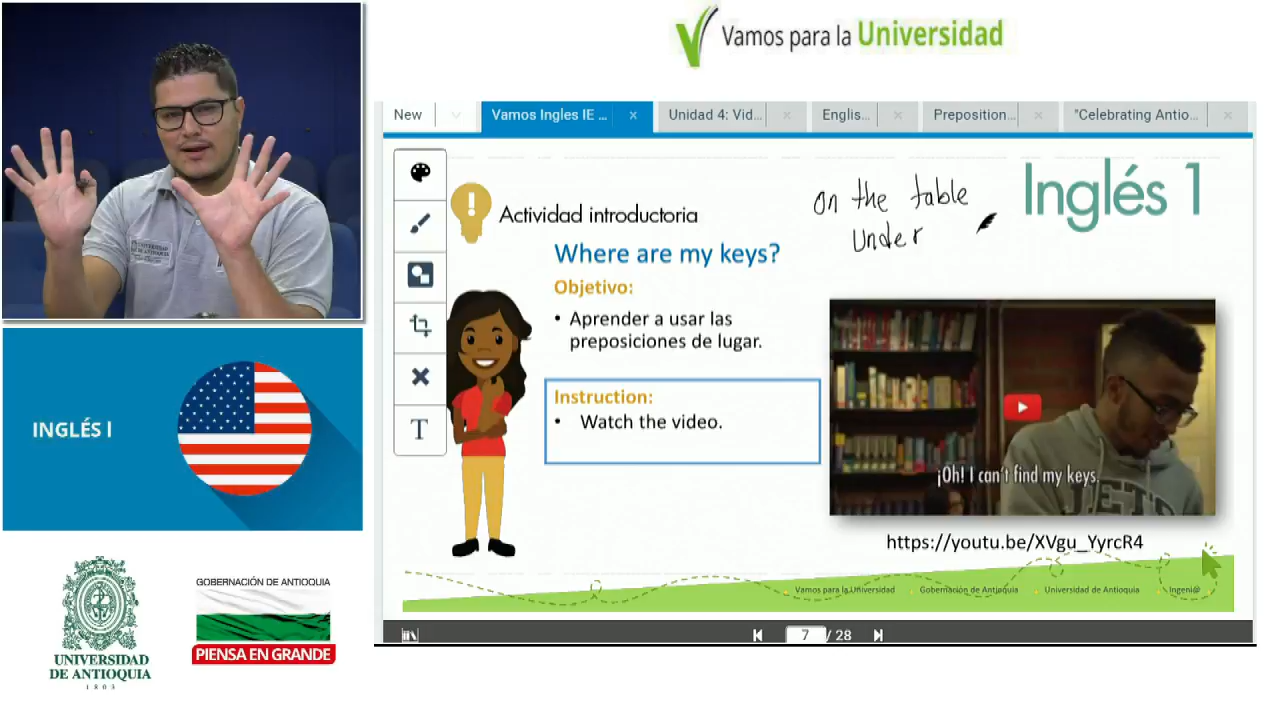 Vamos para la Universidad
New
Vamos Ingles IE ...
Unidad 4: Vid...
Englis...
Preposition...
"Celebrating Antio...
Actividad introductoria
on the table
under
Inglés 1
Where are my keys?
Objetivo:
• Aprender a usar las
preposiciones de lugar.
Instruction:
• Watch the video.
T
¡Oh! I can't find my keys.
https://youtu.be/XVgu_YyrcR4
Vamos para la Universidad
Gobernación de Antioquia
Universidad de Antioquia
Ingeni@
7 / 28
INGLÉS I
UNIVERSIDAD
DE ANTIOQUIA
1803
GOBERNACIÓN DE ANTIOQUIA
PIENSA EN GRANDE